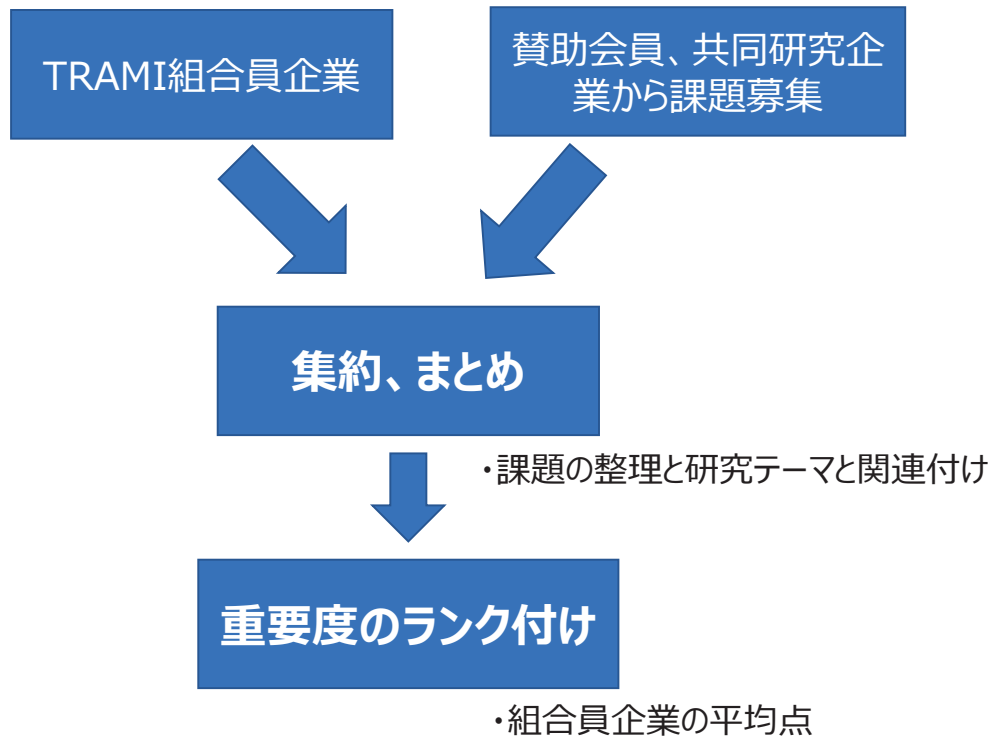 TRAMI組合員企業
賛助会員、共同研究企
業から課題募集
集約、まとめ
・課題の整理と研究テーマと関連付け
重要度のランク付け
・組合員企業の平均点